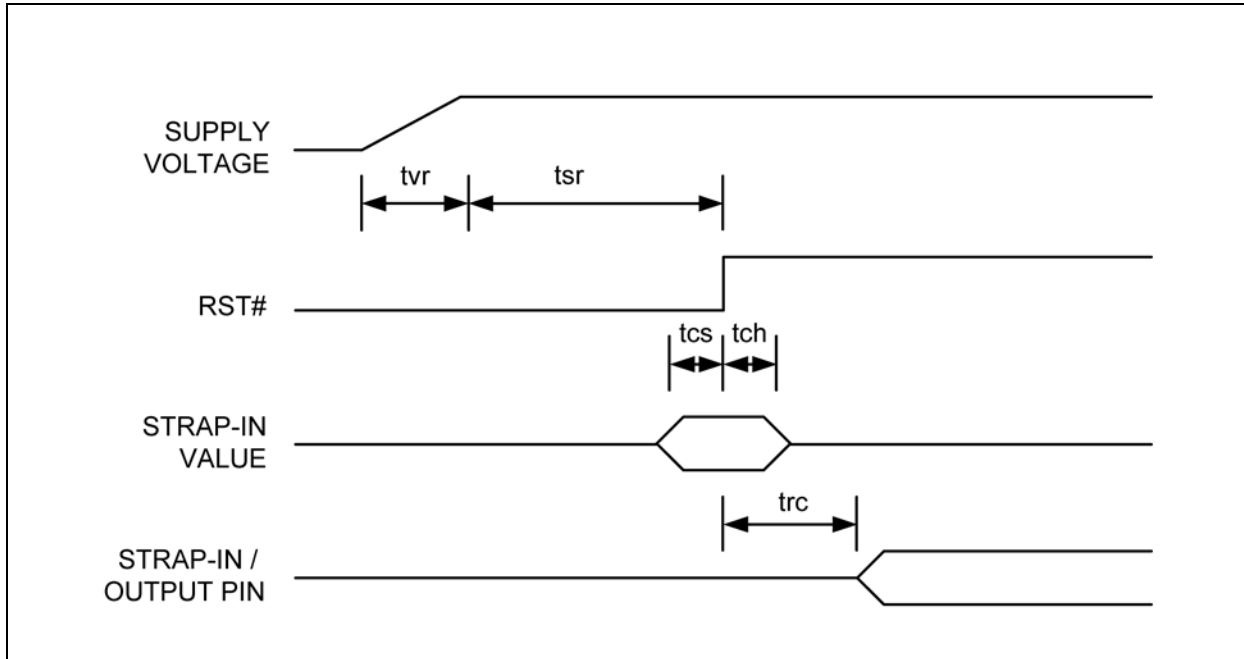 SUPPLY
VOLTAGE
tvr
tsr
RST#
tcs
tch
STRAP-IN
VALUE
trc
STRAP-IN /
OUTPUT PIN